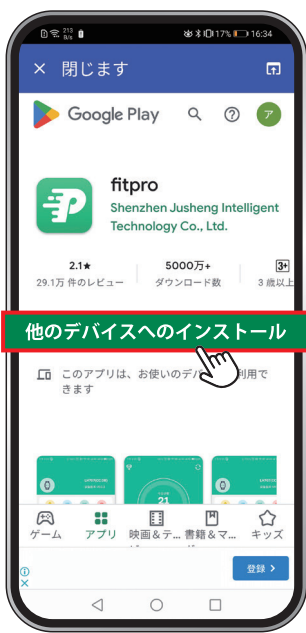 213
B/s
17%
16:34
× 閉じます
Google Play
ア
fitpro
Shenzhen Jusheng Intelligent
Technology Co., Ltd.
2.1★
5000万+
3+
29.1万 件のレビュー
ダウンロード数
3 歳以上
他のデバイスへのインストール
このアプリは、お使いのデバ
利用で
きます
21
ゲーム
アプリ
映画＆テ...
書籍＆マ...
キッズ
登録 ›